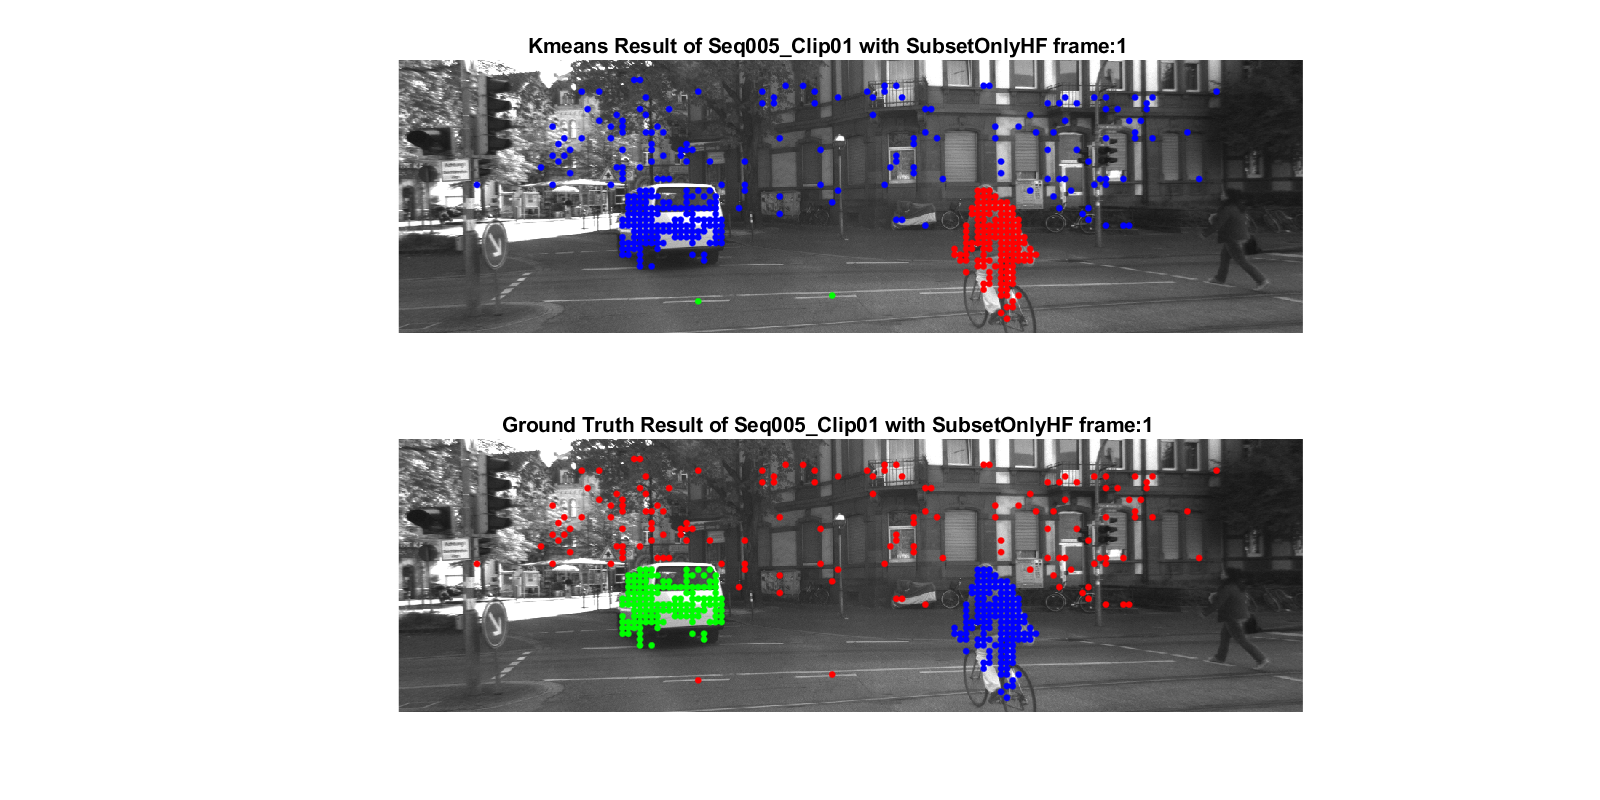 Kmeans Result of Seq005_Clip01 with SubsetOnlyHF frame:1
Ground Truth Result of Seq005_Clip01 with SubsetOnlyHF frame:1